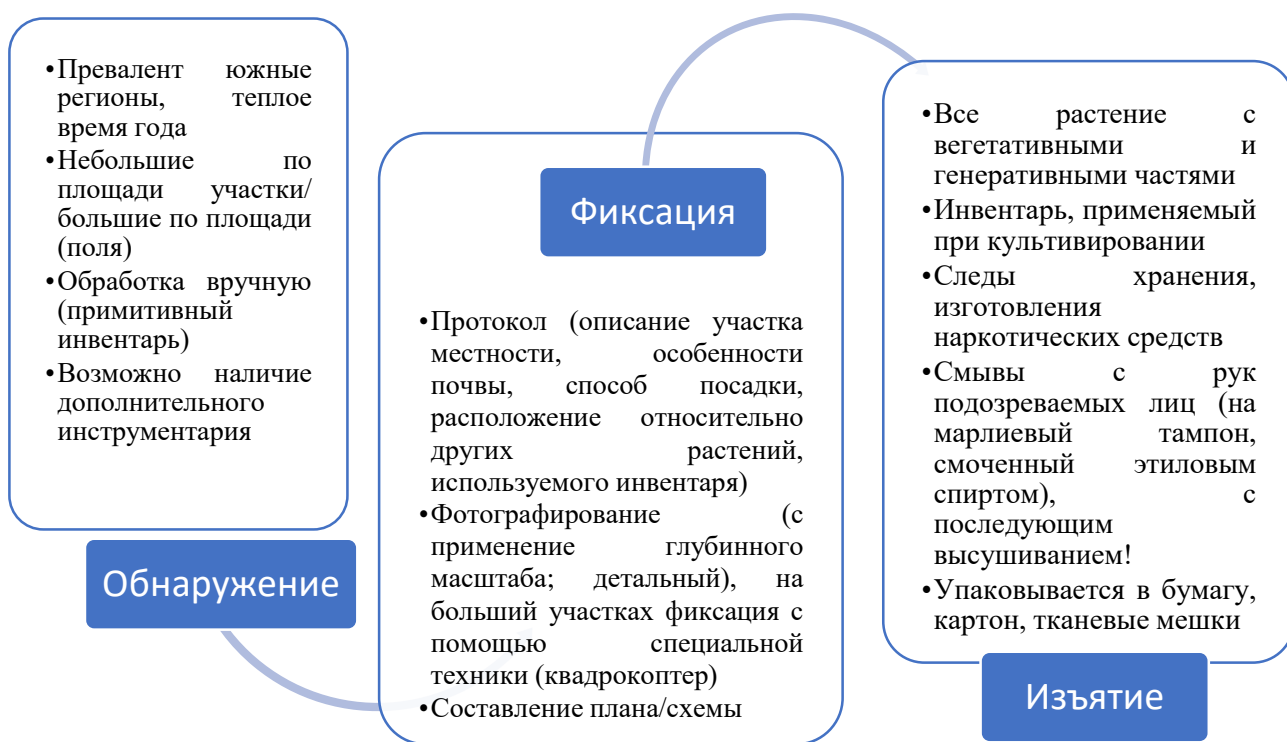 •Превалент южные
регионы, теплое
время года
•Небольшие по
площади участки/
большие по площади
(поля)
•Обработка вручную
(примитивный
инвентарь)
•Возможно наличие
дополнительного
инструментария
Обнаружение
Фиксация
•Протокол (описание участка
местности, особенности
почвы, способ посадки,
расположение относительно
других растений,
используемого инвентаря)
•Фотографирование (с
применение глубинного
масштаба; детальный), на
больший участках фиксация с
помощью специальной
техники (квадрокоптер)
•Составление плана/схемы
•Все растение с
вегетативными и
генеративными частями
•Инвентарь, применяемый
при культивировании
•Следы хранения,
изготовления
наркотических средств
•Смывы с рук
подозреваемых лиц (на
марлиевый тампон,
смоченный этиловым
спиртом), с
последующим
высушиванием!
•Упаковывается в бумагу,
картон, тканевые мешки
Изъятие